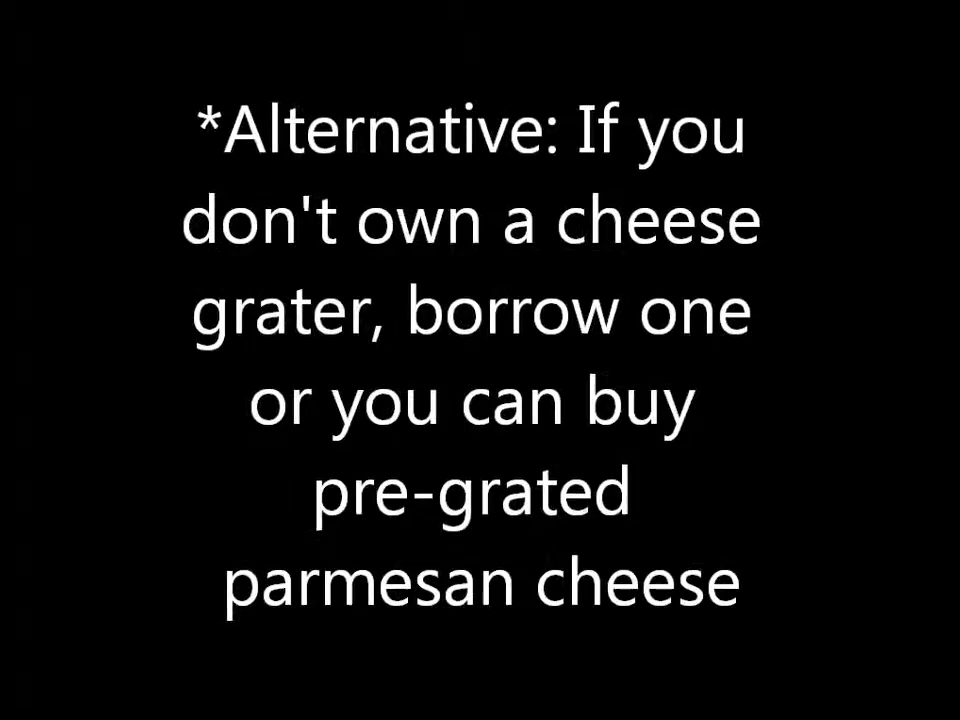 *Alternative: If you
don't own a cheese
grater, borrow one
or you can buy
pre-grated
parmesan cheese